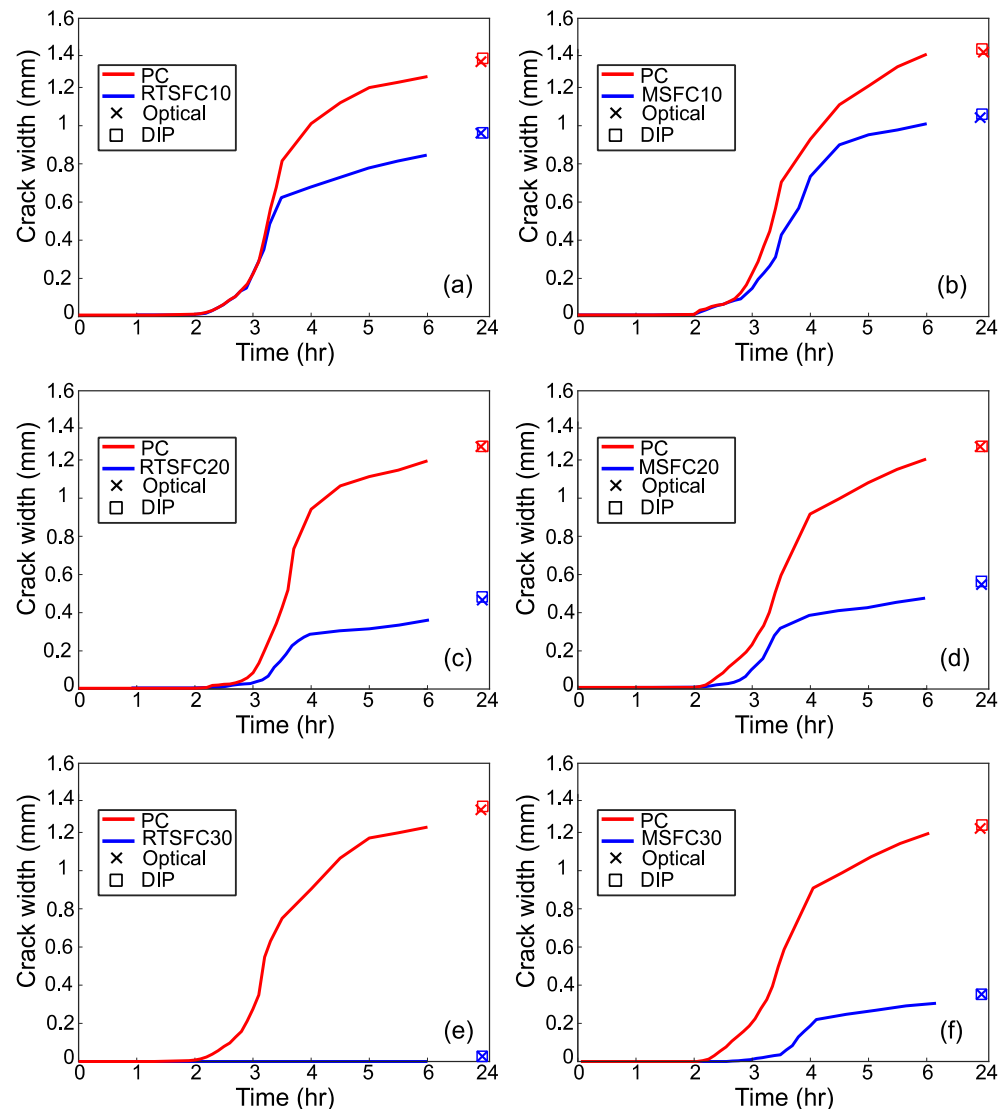 1.6
1.4
1.2
1
0.8
0.6
0.4
0.2
0
Crack width (mm)
PC
RTSFC10
Optical
DIP
(a)
0 1 2 3 4 5 6 24
Time (hr)
1.6
1.4
1.2
1
0.8
0.6
0.4
0.2
0
Crack width (mm)
PC
MSFC10
Optical
DIP
(b)
0 1 2 3 4 5 6 24
Time (hr)
1.6
1.4
1.2
1
0.8
0.6
0.4
0.2
0
Crack width (mm)
PC
RTSFC20
Optical
DIP
(c)
0 1 2 3 4 5 6 24
Time (hr)
1.6
1.4
1.2
1
0.8
0.6
0.4
0.2
0
Crack width (mm)
PC
MSFC20
Optical
DIP
(d)
0 1 2 3 4 5 6 24
Time (hr)
1.6
1.4
1.2
1
0.8
0.6
0.4
0.2
0
Crack width (mm)
PC
RTSFC30
Optical
DIP
(e)
0 1 2 3 4 5 6 24
Time (hr)
1.6
1.4
1.2
1
0.8
0.6
0.4
0.2
0
Crack width (mm)
PC
MSFC30
Optical
DIP
(f)
0 1 2 3 4 5 6 24
Time (hr)